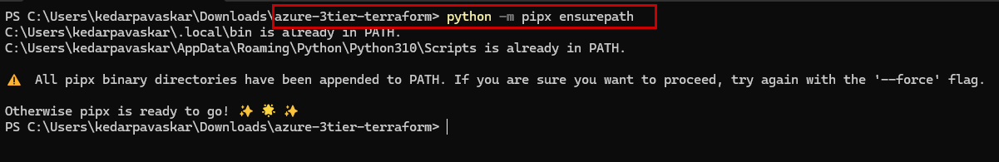 PS C:\Users\kedarpavaskar\Downloads\azure-3tier-terraform> python -m pipx ensurepath
C:\Users\kedarpavaskar\.local\bin is already in PATH.
C:\Users\kedarpavaskar\AppData\Roaming\Python\Python310\Scripts is already in PATH.
⚠️ All pipx binary directories have been appended to PATH. If you are sure you want to proceed, try again with the '--force' flag.
Otherwise pipx is ready to go! ✨ 🌟 ✨
PS C:\Users\kedarpavaskar\Downloads\azure-3tier-terraform>